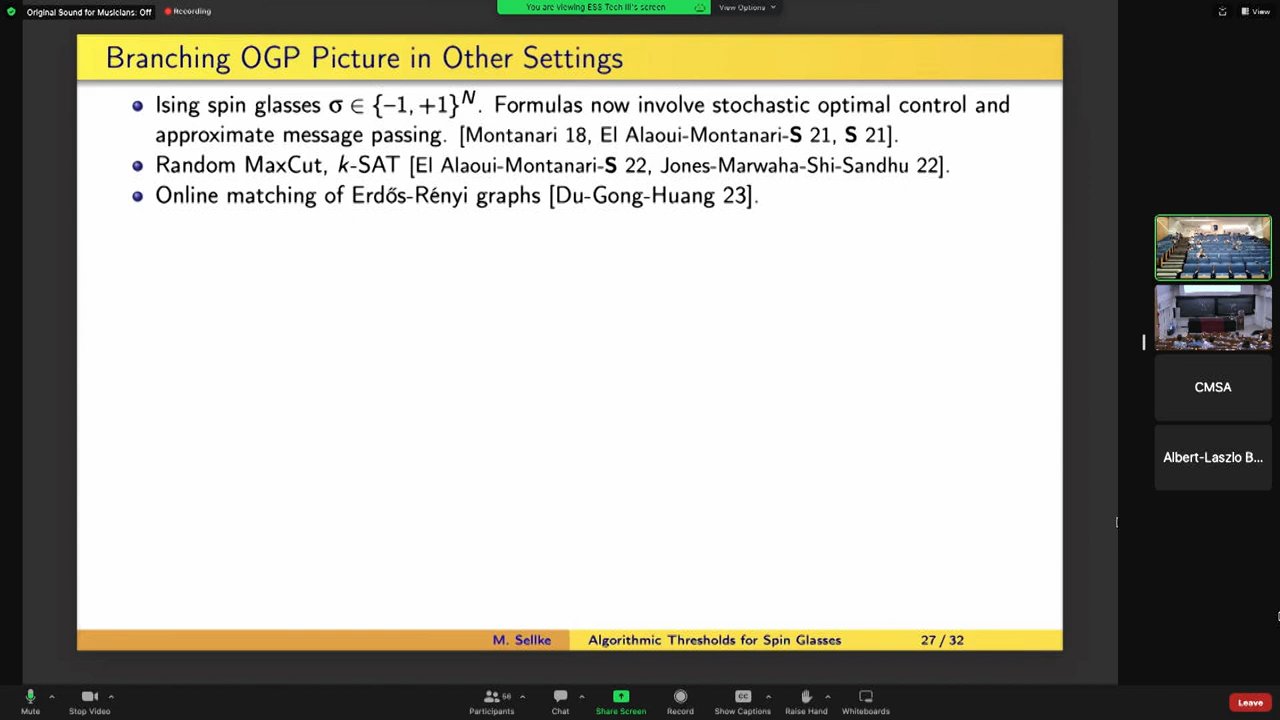 Original Sound for Musicians: Off
Recording
You are viewing ESS Tech III's screen
View Options
View
Branching OGP Picture in Other Settings
Ising spin glasses σ ∈ {−1, +1}^N. Formulas now involve stochastic optimal control and
approximate message passing. [Montanari 18, El Alaoui-Montanari-S 21, S 21].
Random MaxCut, k-SAT [El Alaoui-Montanari-S 22, Jones-Marwaha-Shi-Sandhu 22].
Online matching of Erdős-Rényi graphs [Du-Gong-Huang 23].
CMSA
Albert-Laszlo B...
M. Sellke
Algorithmic Thresholds for Spin Glasses
27 / 32
Mute
Stop Video
56
Participants
Chat
Share Screen
Record
CC
Show Captions
Raise Hand
Whiteboards
Leave